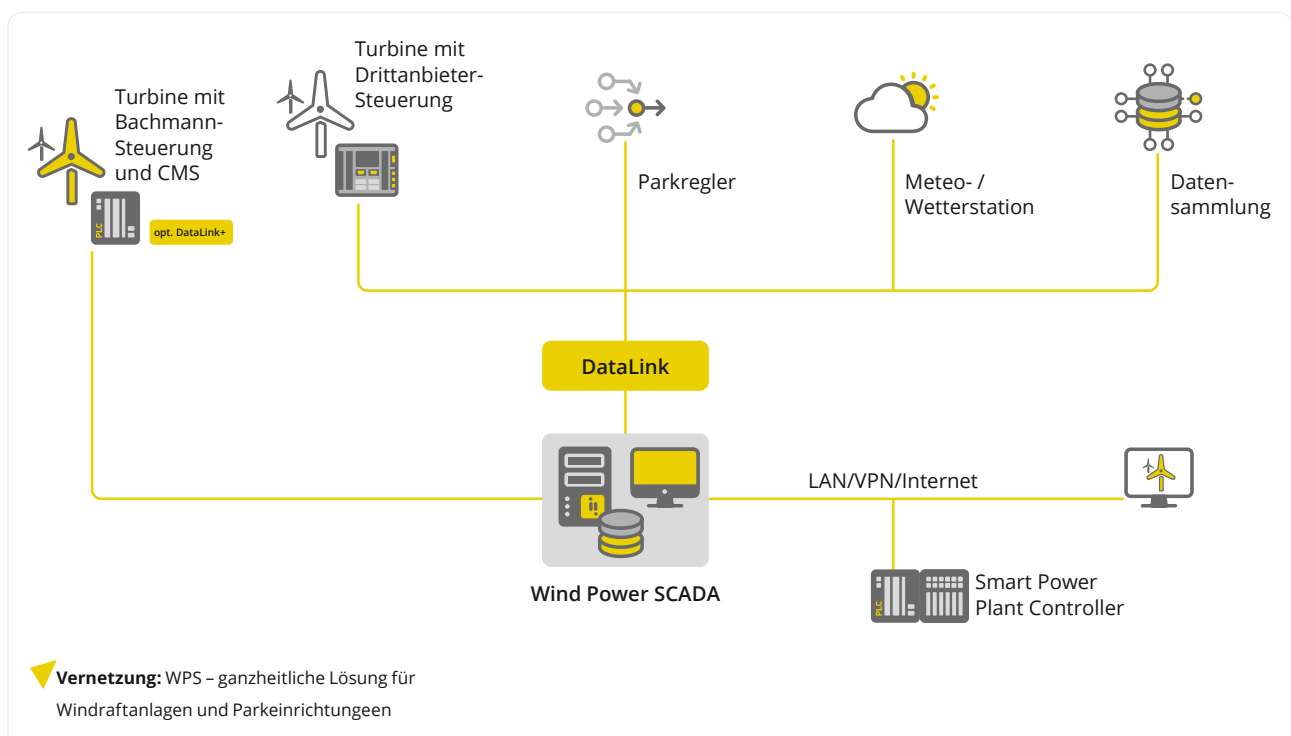 Turbine mit
Bachmann-
Steuerung
und CMS
PLC
opt. DataLink+
Turbine mit
Drittanbieter-
Steuerung
Parkregler
Meteo- /
Wetterstation
Daten-
sammlung
DataLink
Wind Power SCADA
LAN/VPN/Internet
PLC
Smart Power
Plant Controller
Vernetzung: WPS – ganzheitliche Lösung für
Windraftanlagen und Parkeinrichtungeen